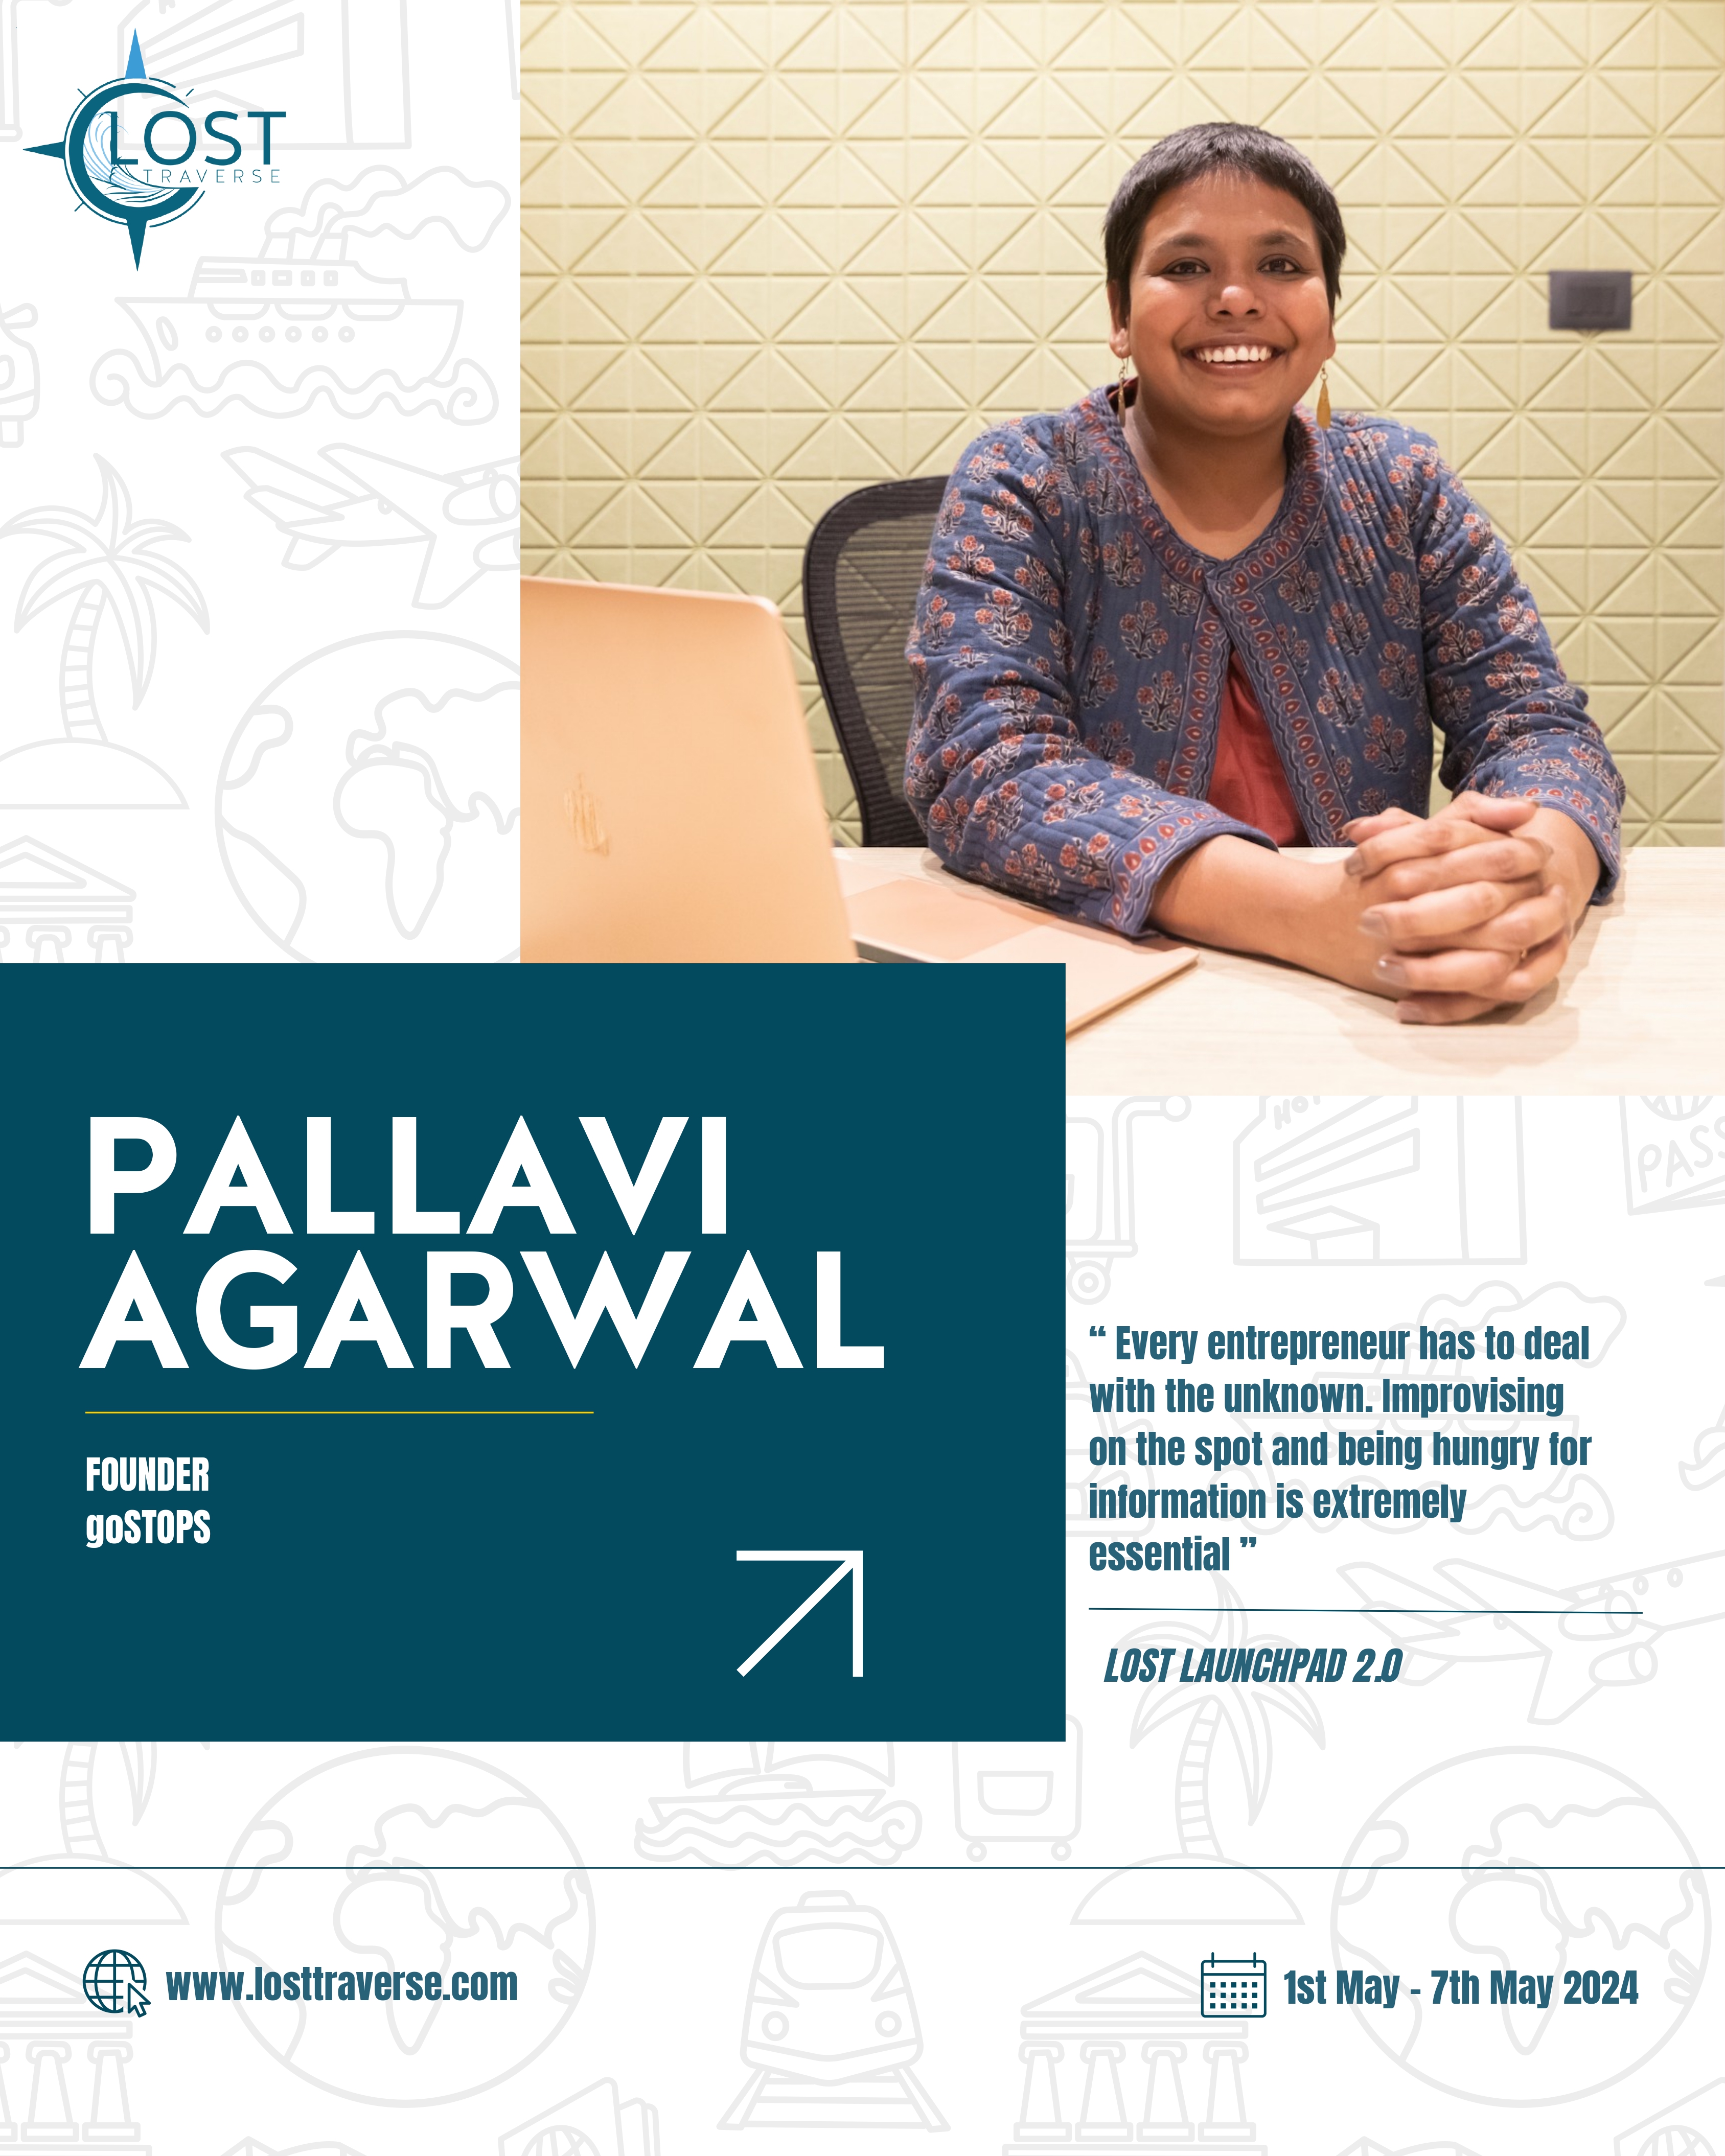 LOST
TRAVERSE
PALLAVI
AGARWAL
FOUNDER
goSTOPS
HOT
PASS
“ Every entrepreneur has to deal
with the unknown. Improvising
on the spot and being hungry for
information is extremely
essential ”
LOST LAUNCHPAD 2.0
www.losttraverse.com
1st May - 7th May 2024